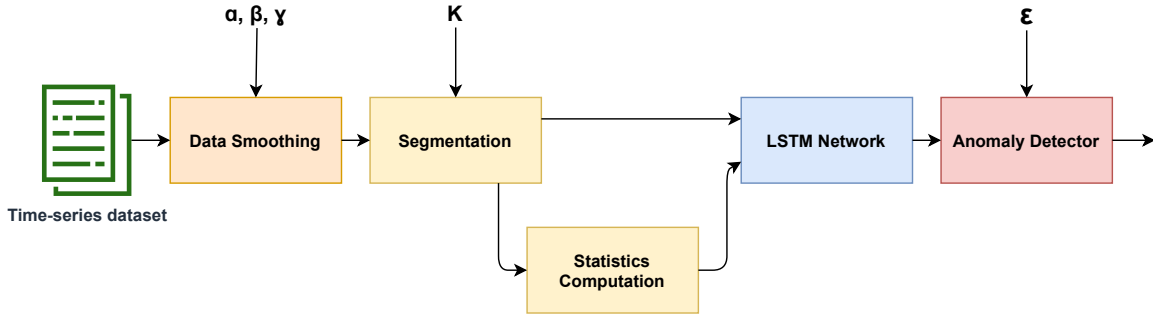 α, β, ɣ
K
ε
Data Smoothing
Segmentation
LSTM Network
Anomaly Detector
Time-series dataset
Statistics
Computation